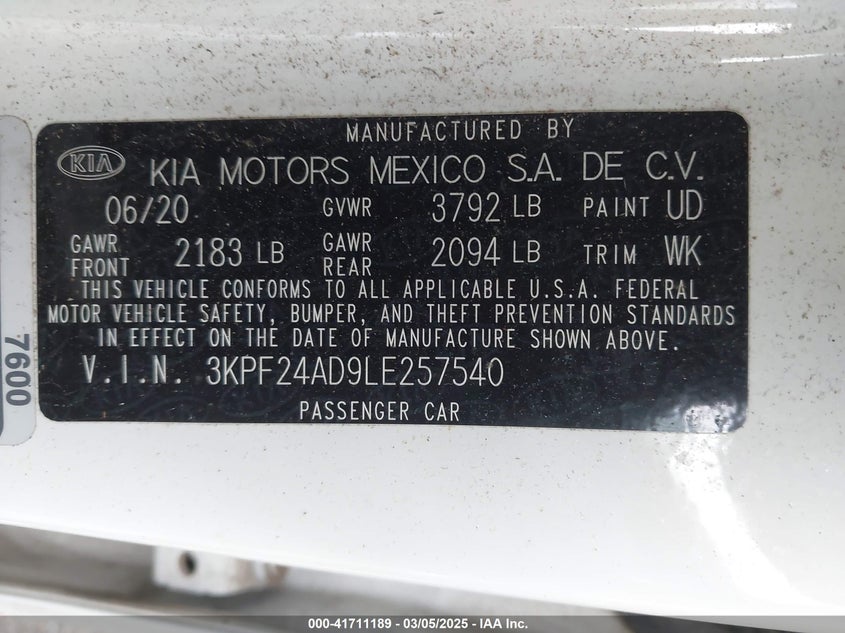 MANUFACTURED BY
KIA KIA MOTORS MEXICO S.A. DE C.V.
06/20 GVWR 3792 LB PAINT UD
GAWR FRONT 2183 LB GAWR REAR 2094 LB TRIM WK
THIS VEHICLE CONFORMS TO ALL APPLICABLE U.S.A. FEDERAL
MOTOR VEHICLE SAFETY, BUMPER, AND THEFT PREVENTION STANDARDS
IN EFFECT ON THE DATE OF MANUFACTURE SHOWN ABOVE.
V.I.N. 3KPF24AD9LE257540
PASSENGER CAR
7600
000-41711189 — 03/05/2025 — IAA Inc.